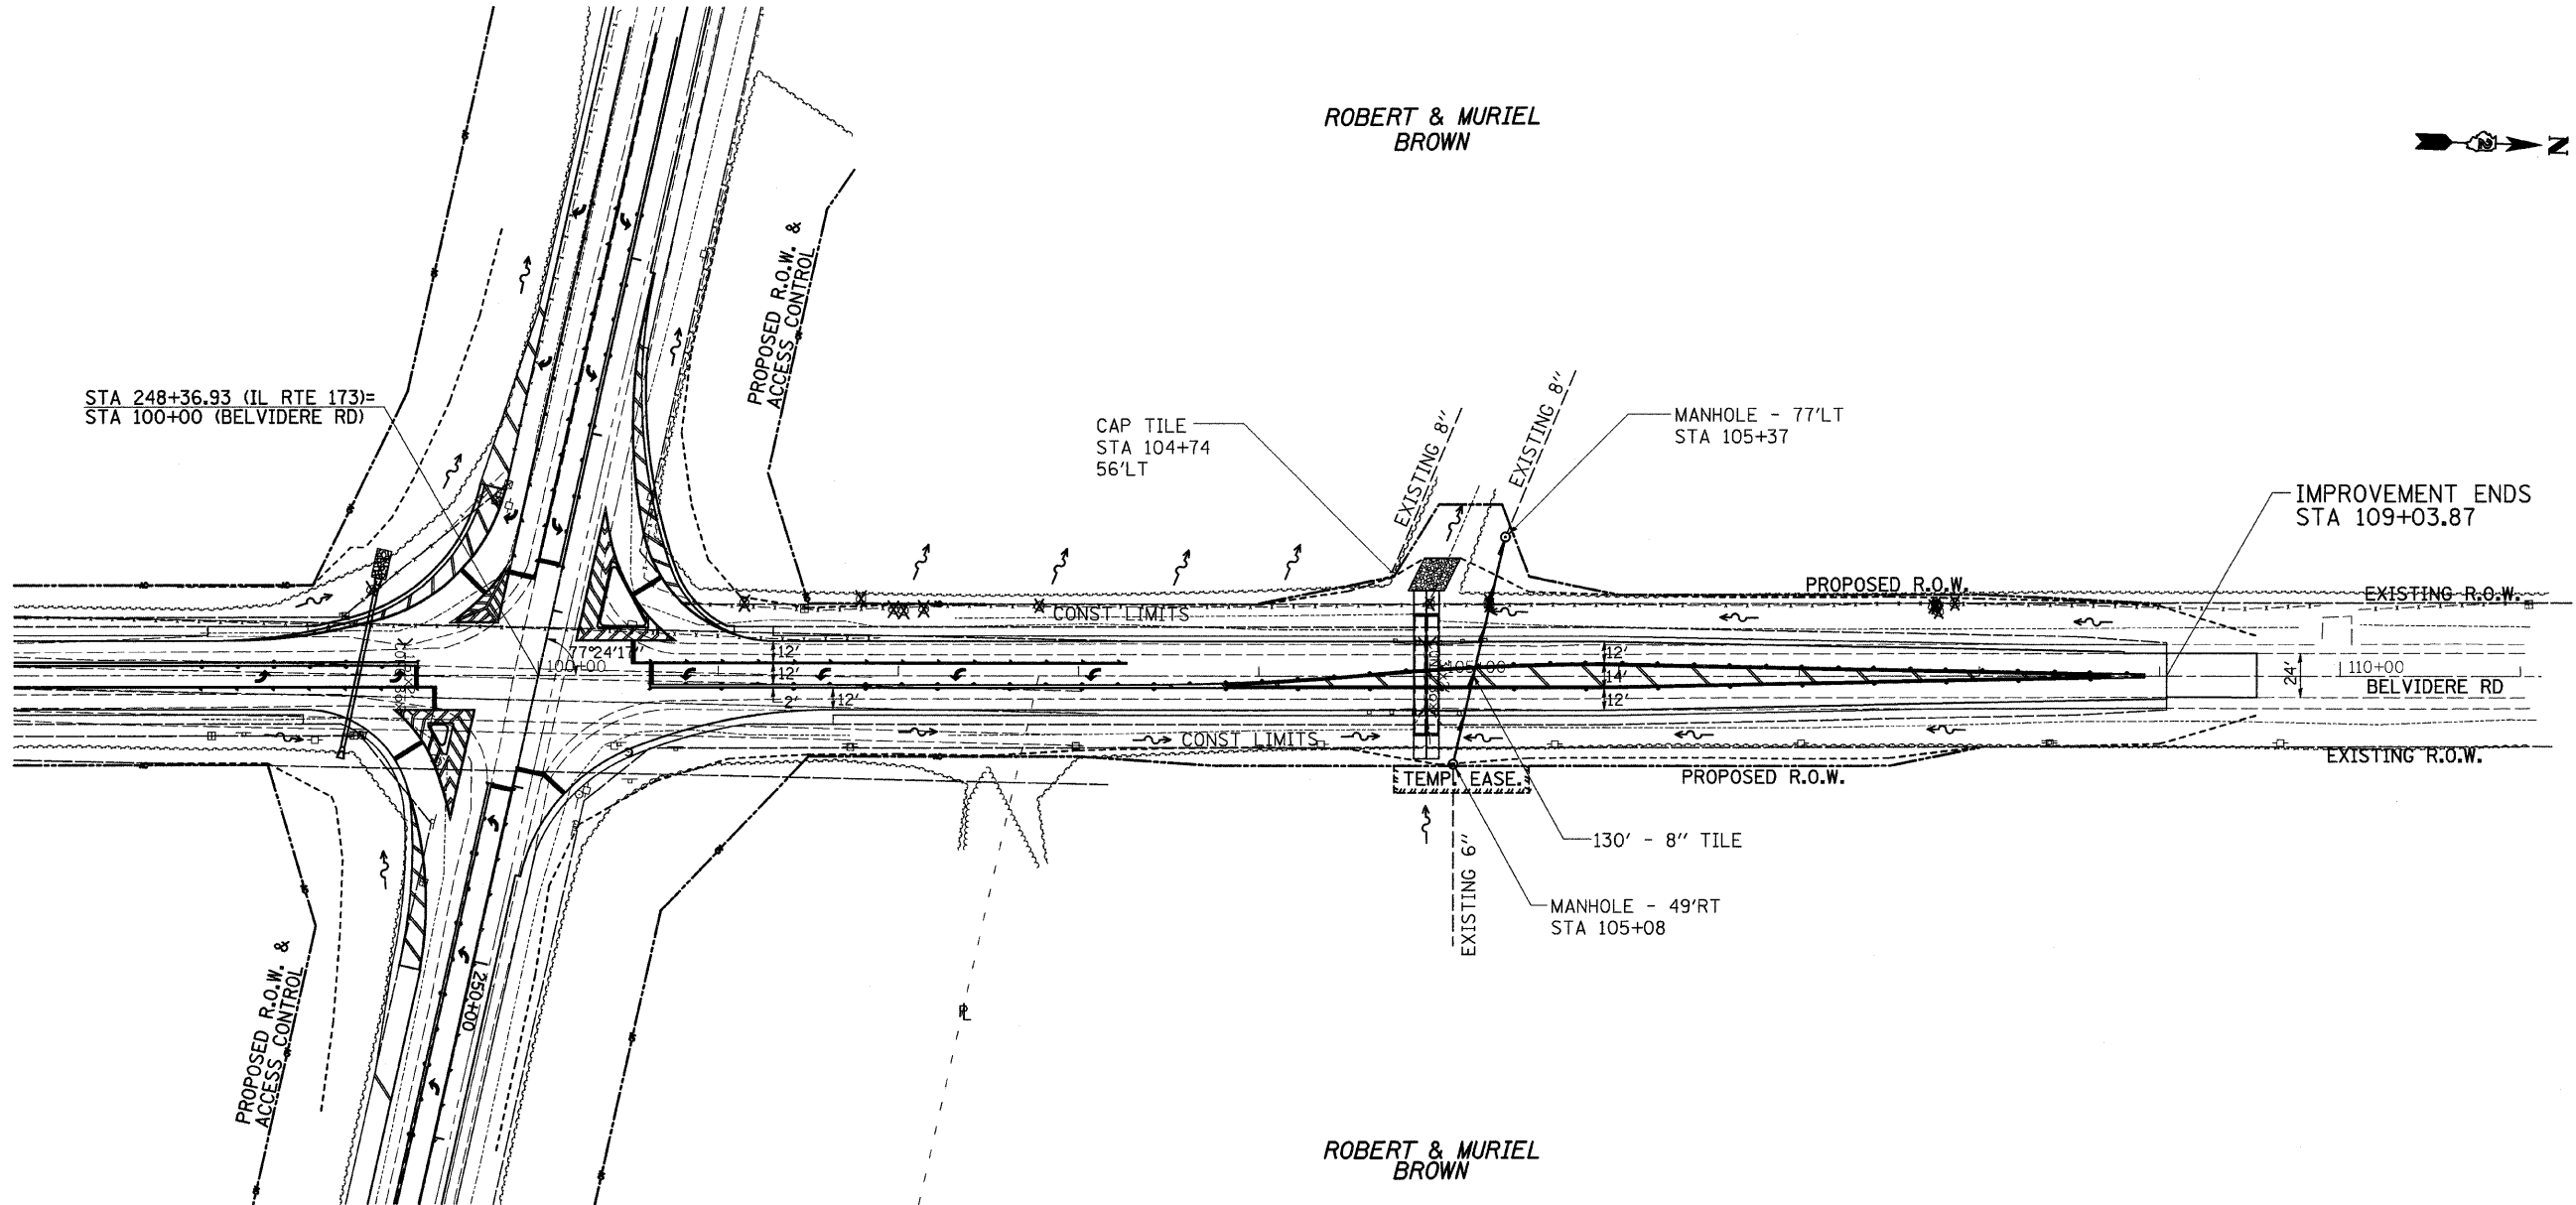 ROBERT & MURIEL
BROWN
N
PROPOSED R.O.W. &
ACCESS CONTROL
STA 248+36.93 (IL RTE 173)=
STA 100+00 (BELVIDERE RD)
CAP TILE
STA 104+74
56'LT
EXISTING 8"
EXISTING 8"
MANHOLE - 77'LT
STA 105+37
IMPROVEMENT ENDS
STA 109+03.87
PROPOSED R.O.W.
EXISTING R.O.W.
CONST LIMITS
77°24'17"
100+00
12'
12'
2'
12'
105+00
12'
14'
12'
24'
110+00
BELVIDERE RD
CONST LIMITS
EXISTING R.O.W.
TEMP. EASE.
PROPOSED R.O.W.
130' - 8" TILE
EXISTING 6"
MANHOLE - 49'RT
STA 105+08
250+00
PROPOSED R.O.W. &
ACCESS CONTROL
PL
ROBERT & MURIEL
BROWN